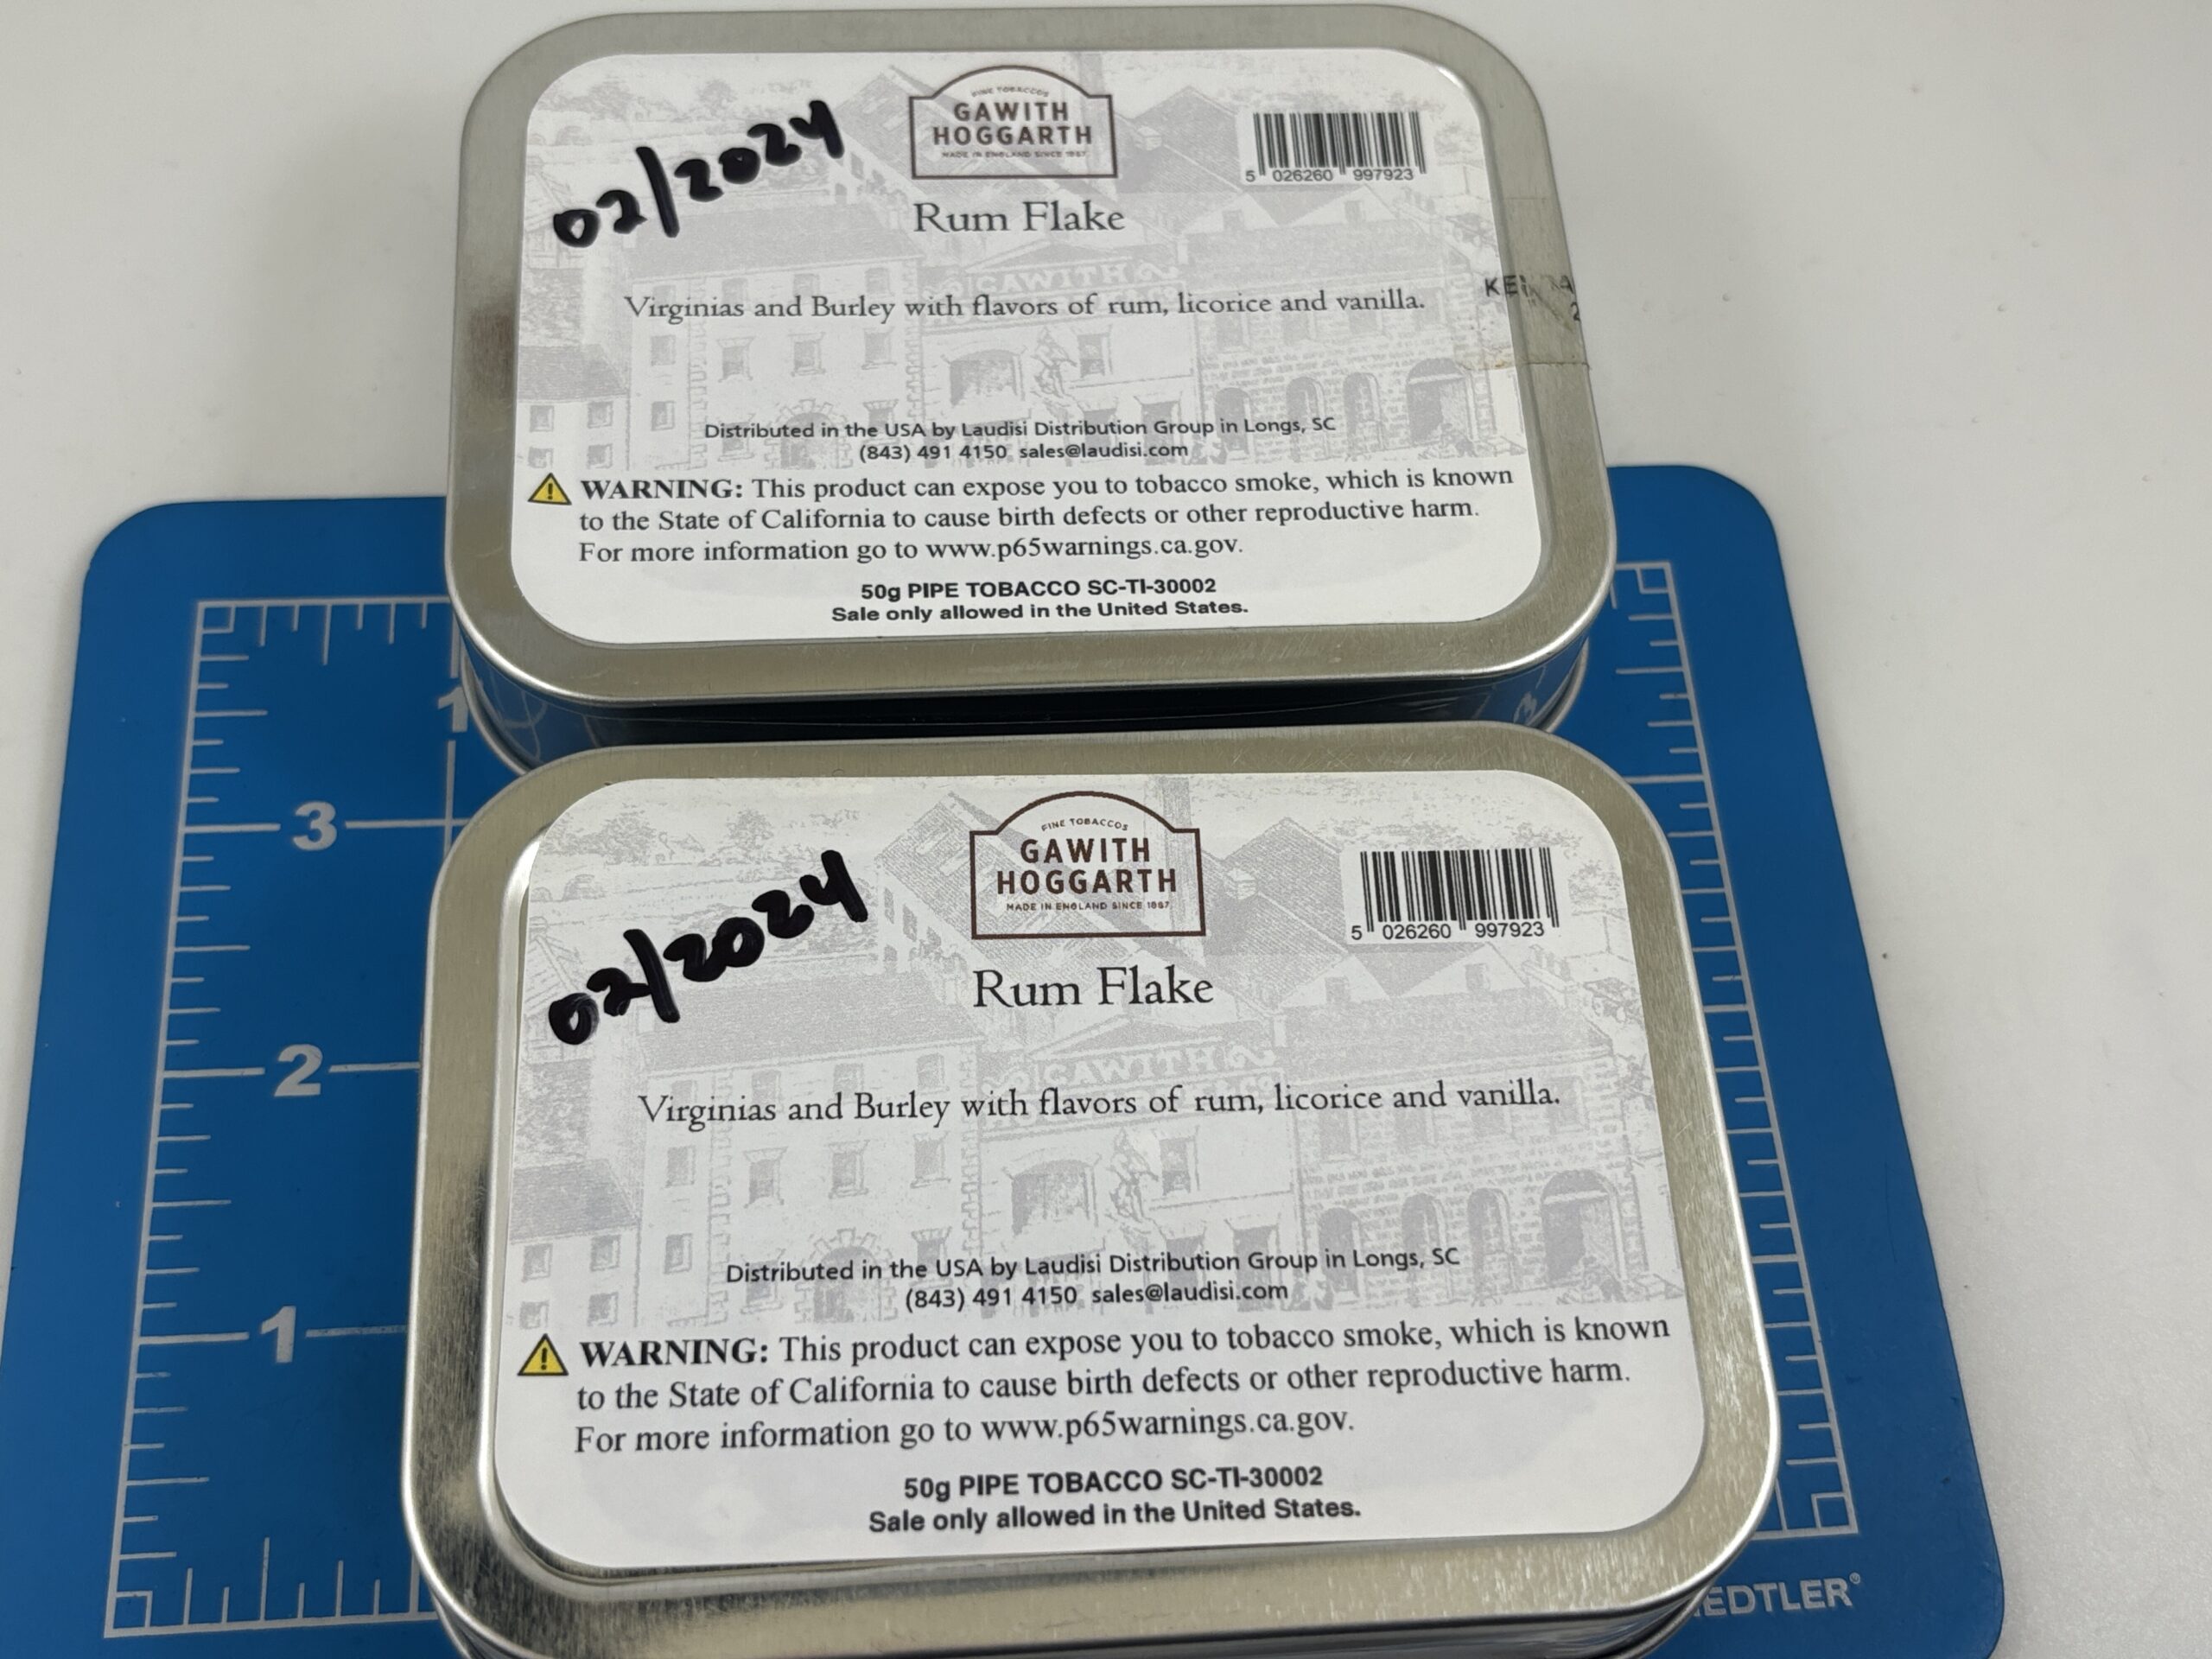 02/2024
FINE TOBACCOS
GAWITH
HOGGARTH
MADE IN ENGLAND SINCE 1867
5 026260 997923
Rum Flake
GAWITH
Virginias and Burley with flavors of rum, licorice and vanilla.
Distributed in the USA by Laudisi Distribution Group in Longs, SC
(843) 491 4150 sales@laudisi.com
WARNING: This product can expose you to tobacco smoke, which is known
to the State of California to cause birth defects or other reproductive harm.
For more information go to www.p65warnings.ca.gov.
50g PIPE TOBACCO SC-TI-30002
Sale only allowed in the United States.
1
3
3
2
1
02/2024
FINE TOBACCOS
GAWITH
HOGGARTH
MADE IN ENGLAND SINCE 1867
5 026260 997923
Rum Flake
GAWITH
Virginias and Burley with flavors of rum, licorice and vanilla.
Distributed in the USA by Laudisi Distribution Group in Longs, SC
(843) 491 4150 sales@laudisi.com
WARNING: This product can expose you to tobacco smoke, which is known
to the State of California to cause birth defects or other reproductive harm.
For more information go to www.p65warnings.ca.gov.
50g PIPE TOBACCO SC-TI-30002
Sale only allowed in the United States.
EDTLER®